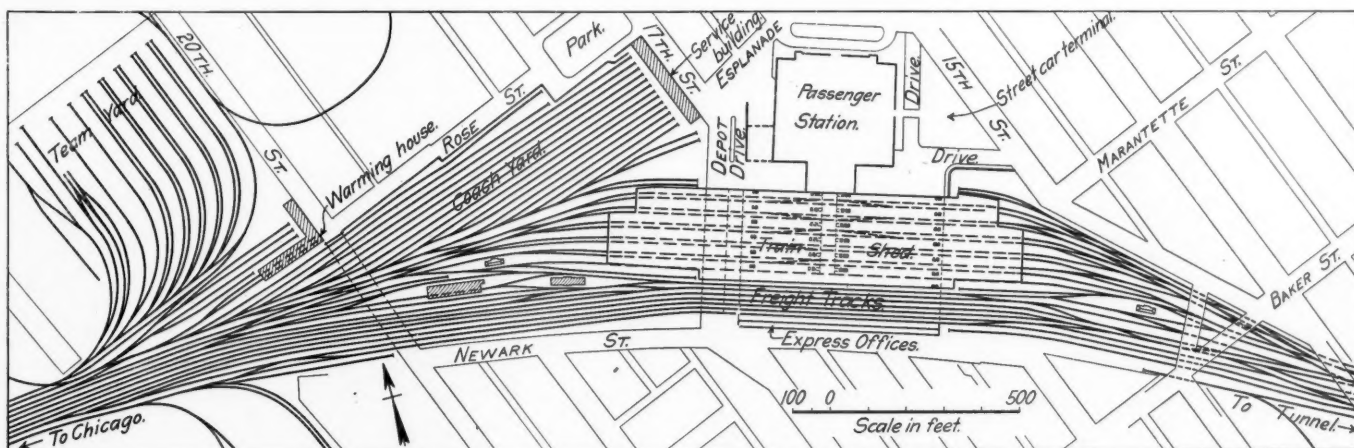 20TH.
ST.
Team Yard.
Warming house.
ROSE
ST.
Coach Yard.
Park.
17TH.
ST.
Service
building
ESPLANADE
DEPOT
DRIVE.
Passenger
Station.
Drive.
15TH
ST.
Street car terminal.
Drive.
MARANTETTE
ST.
Train
Shed.
Freight Tracks.
Express Offices.
NEWARK
ST.
BAKER ST.
To Chicago.
100 0 500
Scale in feet.
To Tunnel.